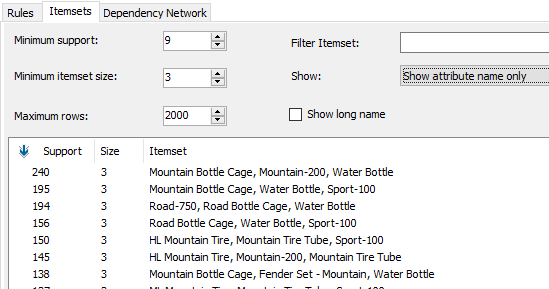 Rules Itemsets Dependency Network
Minimum support: 9 Filter Itemset:
Minimum itemset size: 3 Show: Show attribute name only
Maximum rows: 2000 Show long name
Support Size Itemset
240 3 Mountain Bottle Cage, Mountain-200, Water Bottle
195 3 Mountain Bottle Cage, Water Bottle, Sport-100
194 3 Road-750, Road Bottle Cage, Water Bottle
156 3 Road Bottle Cage, Water Bottle, Sport-100
150 3 HL Mountain Tire, Mountain Tire Tube, Sport-100
145 3 HL Mountain Tire, Mountain-200, Mountain Tire Tube
138 3 Mountain Bottle Cage, Fender Set - Mountain, Water Bottle